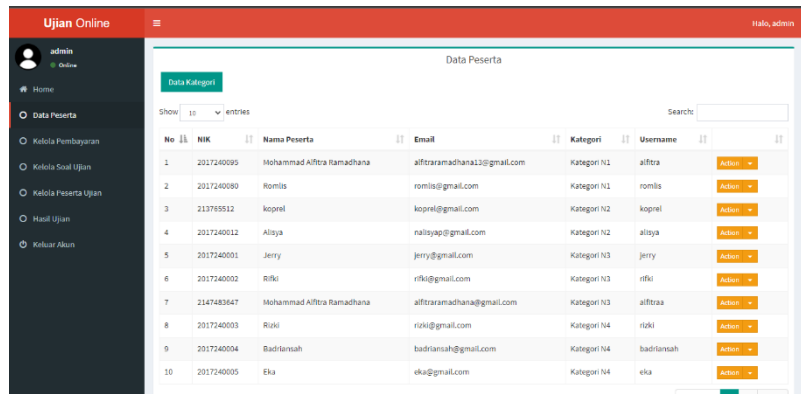 Ujian Online
Halo, admin
admin
Online
Home
Data Peserta
Kelola Pembayaran
Kelola Soal Ujian
Kelola Peserta Ujian
Hasil Ujian
Keluar Akun
Data Peserta
Data Kategori
Show 10 entries Search:
No NIK Nama Peserta Email Kategori Username
1 2017240095 Mohammad Alfitra Ramadhana alfitraramadhana13@gmail.com Kategori N1 alfitra Action
2 2017240080 Romlis romlis@gmail.com Kategori N1 romlis Action
3 213765512 koprel koprel@gmail.com Kategori N2 koprel Action
4 2017240012 Alisya nalisyap@gmail.com Kategori N2 alisya Action
5 2017240001 Jerry jerry@gmail.com Kategori N3 jerry Action
6 2017240002 Rifki rifki@gmail.com Kategori N3 rifki Action
7 2147483647 Mohammad Alfitra Ramadhana alfitraramadhana@gmail.com Kategori N3 alfitraa Action
8 2017240003 Rizki rizki@gmail.com Kategori N4 rizki Action
9 2017240004 Badriansah badriansah@gmail.com Kategori N4 badriansah Action
10 2017240005 Eka eka@gmail.com Kategori N4 eka Action